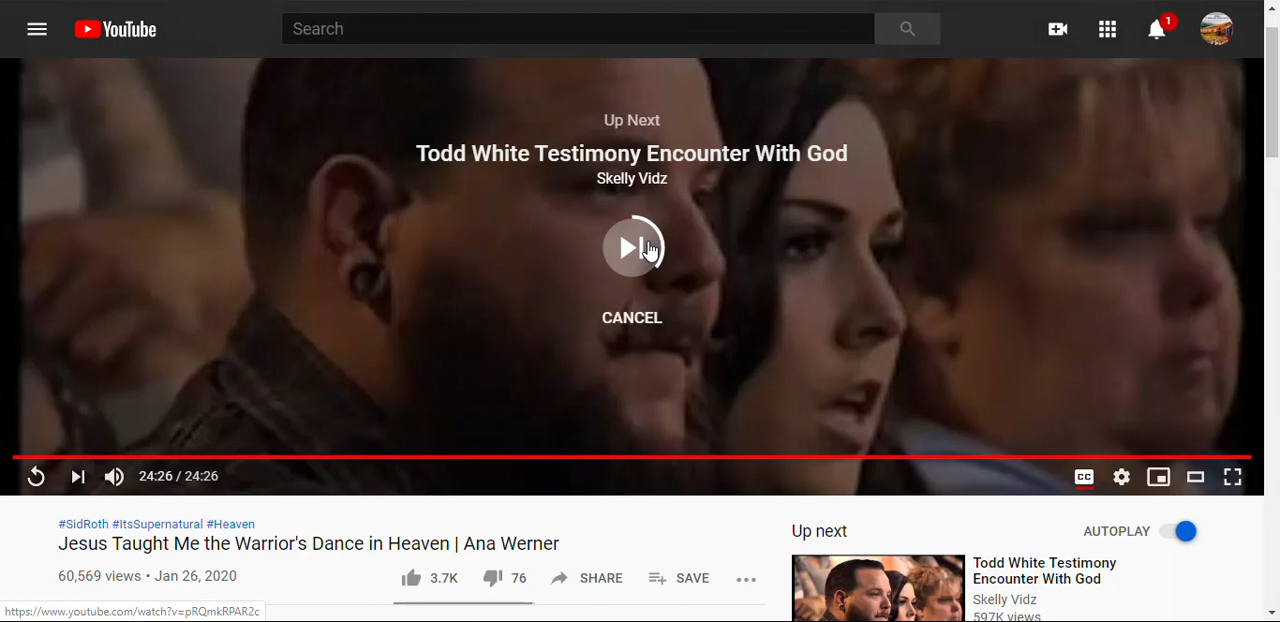 YouTube
Search
1
Up Next
Todd White Testimony Encounter With God
Skelly Vidz
CANCEL
24:26 / 24:26
CC
#SidRoth #ItsSupernatural #Heaven
Jesus Taught Me the Warrior's Dance in Heaven | Ana Werner
60,569 views • Jan 26, 2020
3.7K
76
SHARE
SAVE
Up next
AUTOPLAY
Todd White Testimony
Encounter With God
Skelly Vidz
597K views
https://www.youtube.com/watch?v=pRQmkRPAR2c